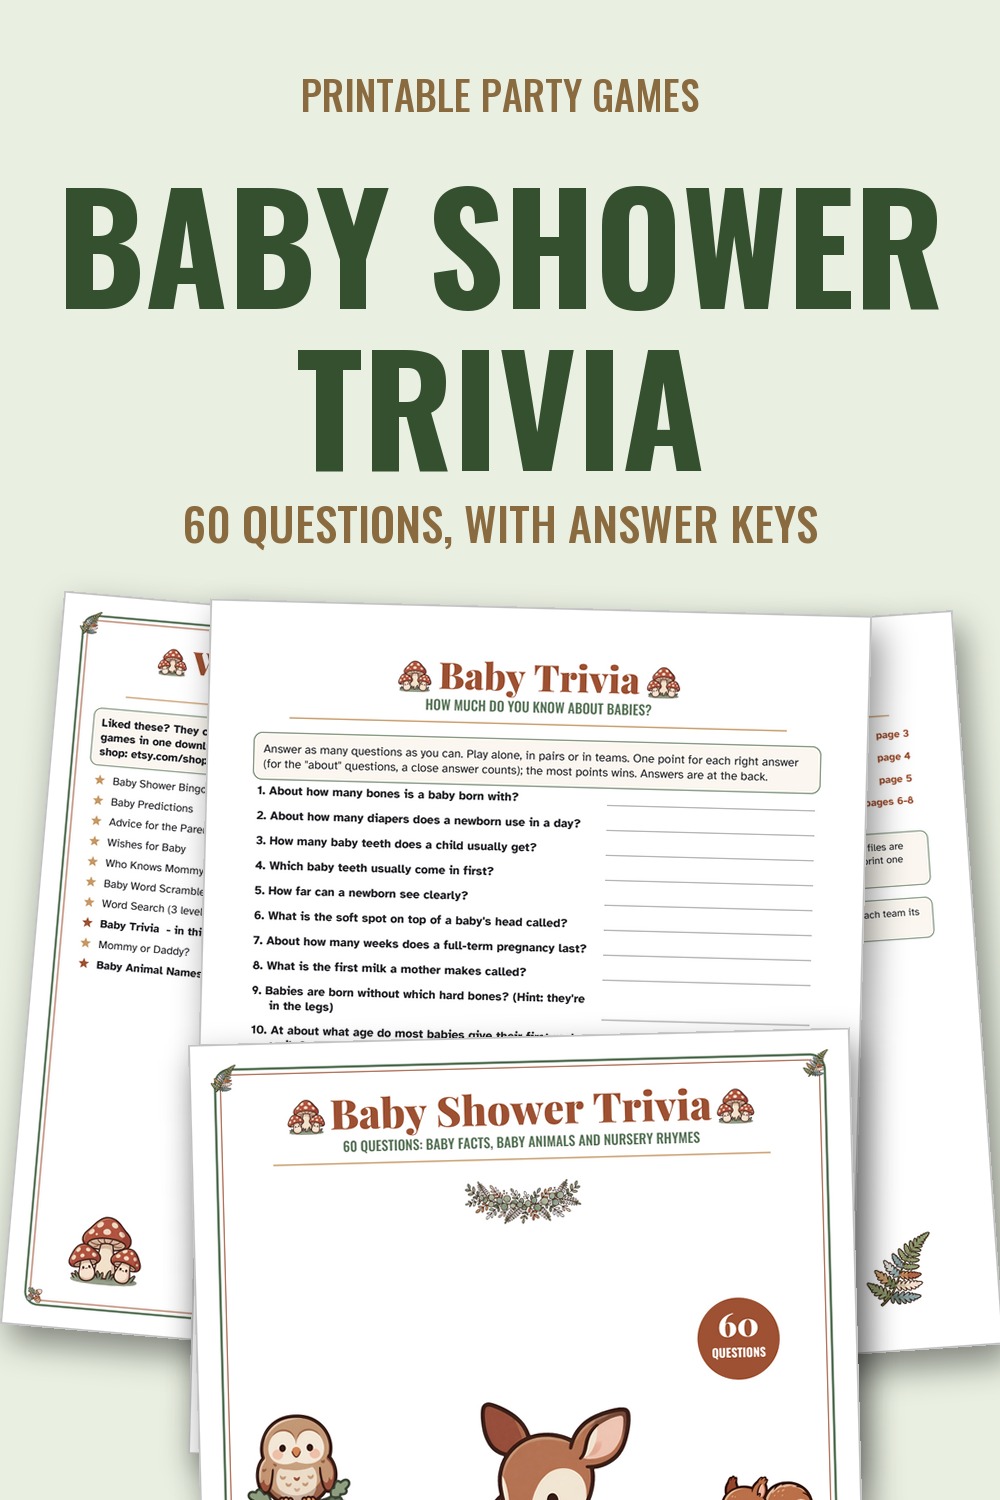 PRINTABLE PARTY GAMES
BABY SHOWER
TRIVIA
60 QUESTIONS, WITH ANSWER KEYS
Liked these? They
games in one
shop:
Baby Shower
Baby Predictions
Advice for the
Wishes for Baby
Who Knows Mommy
Baby Word Scramble
Word Search (3
Baby Trivia - in
Mommy or Daddy?
Baby Animal Names
Baby Trivia
HOW MUCH DO YOU KNOW ABOUT BABIES?
Answer as many questions as you can. Play alone, in pairs or in teams. One point for each right answer
(for the "about" questions, a close answer counts); the most points wins. Answers are at the back.
1. About how many bones is a baby born with?
2. About how many diapers does a newborn use in a day?
3. How many baby teeth does a child usually get?
4. Which baby teeth usually come in first?
5. How far can a newborn see clearly?
6. What is the soft spot on top of a baby's head called?
7. About how many weeks does a full-term pregnancy last?
8. What is the first milk a mother makes called?
9. Babies are born without which hard bones? (Hint: they're
in the legs)
10. At about what age do most babies give their
page 3
page 4
page 5
pages 6-8
files are
print one
each team its
Baby Shower Trivia
60 QUESTIONS: BABY FACTS, BABY ANIMALS AND NURSERY RHYMES
60
QUESTIONS